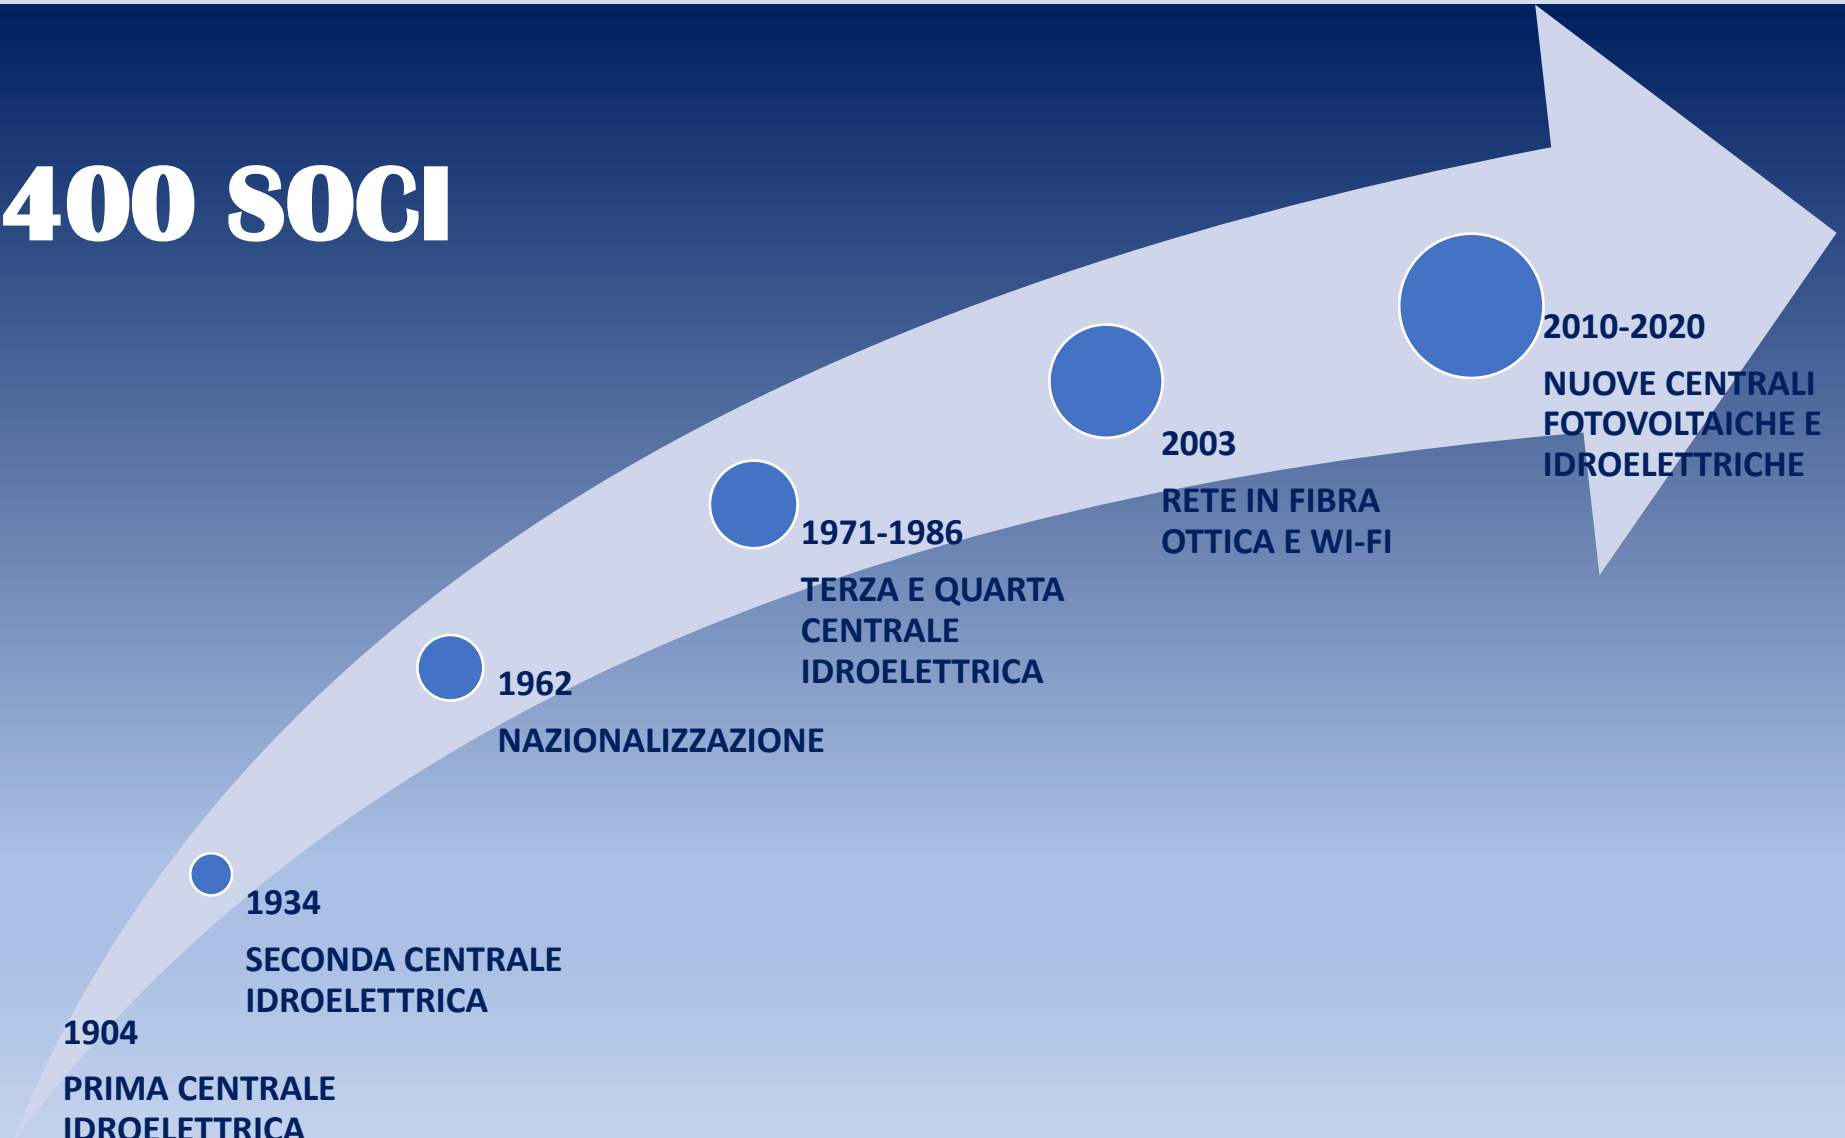 400 SOCI
1904
PRIMA CENTRALE
IDROELETTRICA
1934
SECONDA CENTRALE
IDROELETTRICA
1962
NAZIONALIZZAZIONE
1971-1986
TERZA E QUARTA
CENTRALE
IDROELETTRICA
2003
RETE IN FIBRA
OTTICA E WI-FI
2010-2020
NUOVE CENTRALI
FOTOVOLTAICHE E
IDROELETTRICHE